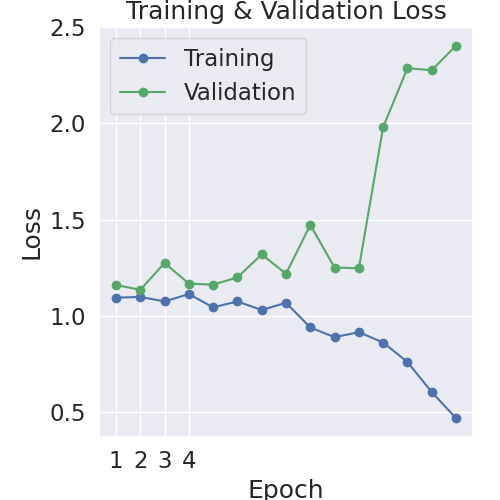 Training & Validation Loss
2.5
2.0
1.5
1.0
0.5
Loss
Training
Validation
1 2 3 4
Epoch